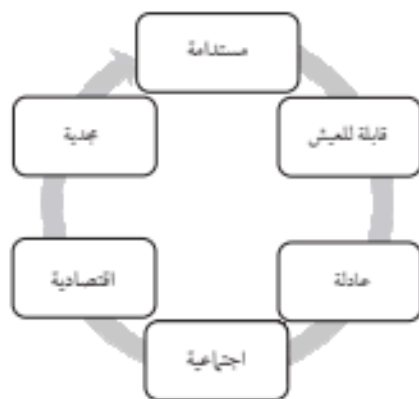 مستدامة
قابلة للعيش
عادلة
اجتماعية
اقتصادية
مجدية